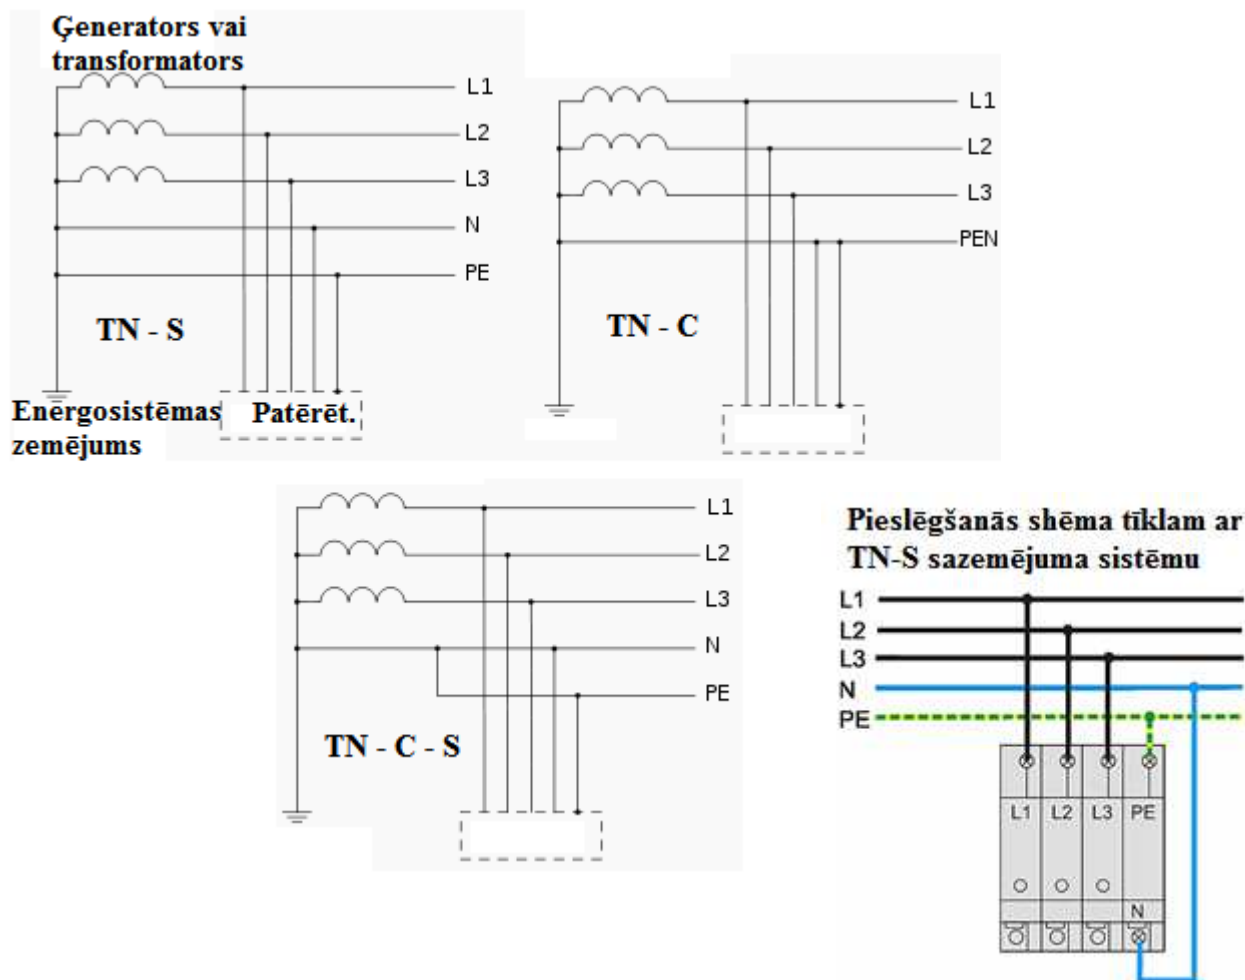 Ģenerators vai
transformators
L1
L2
L3
N
PE
TN - S
Energosistēmas
zemējums
Patērēt.
L1
L2
L3
PEN
TN - C
L1
L2
L3
N
PE
TN - C - S
Pieslēgšanās shēma tīklam ar
TN-S sazemējuma sistēmu
L1
L2
L3
N
PE
L1 L2 L3 PE
N